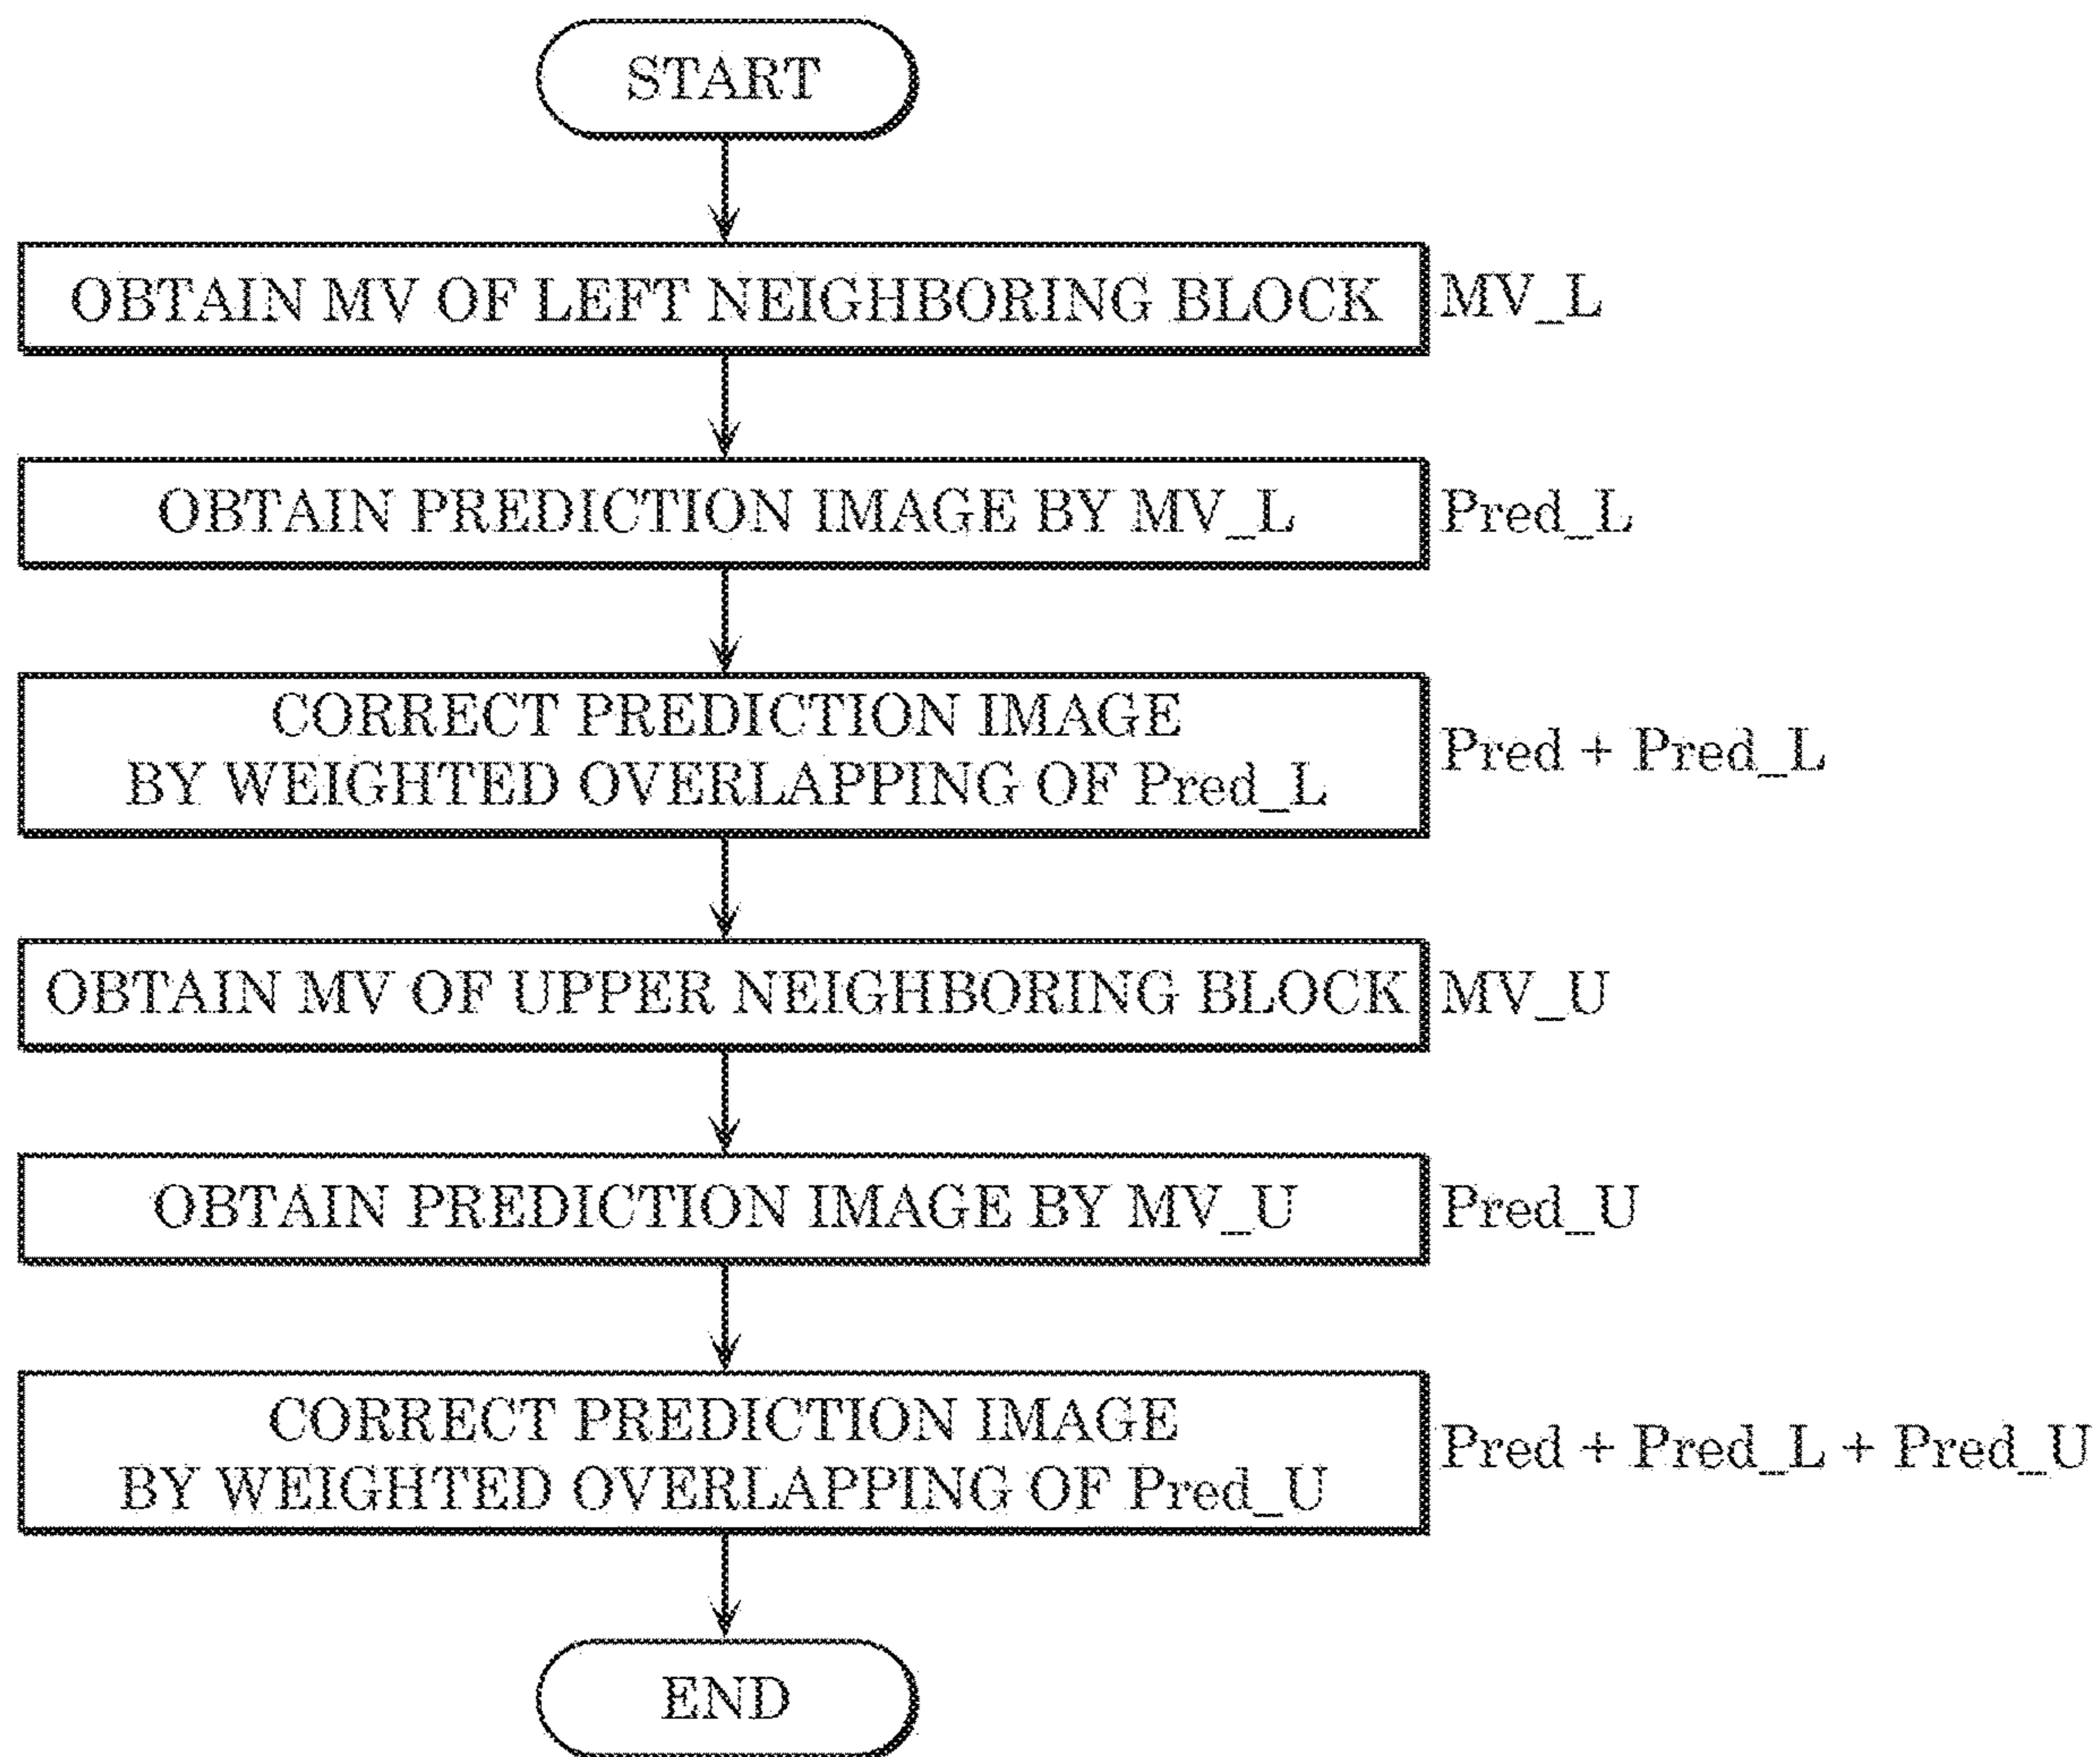 START
OBTAIN MV OF LEFT NEIGHBORING BLOCK
MV_L
OBTAIN PREDICTION IMAGE BY MV_L
Pred_L
CORRECT PREDICTION IMAGE
BY WEIGHTED OVERLAPPING OF Pred_L
Pred + Pred_L
OBTAIN MV OF UPPER NEIGHBORING BLOCK
MV_U
OBTAIN PREDICTION IMAGE BY MV_U
Pred_U
CORRECT PREDICTION IMAGE
BY WEIGHTED OVERLAPPING OF Pred_U
Pred + Pred_L + Pred_U
END